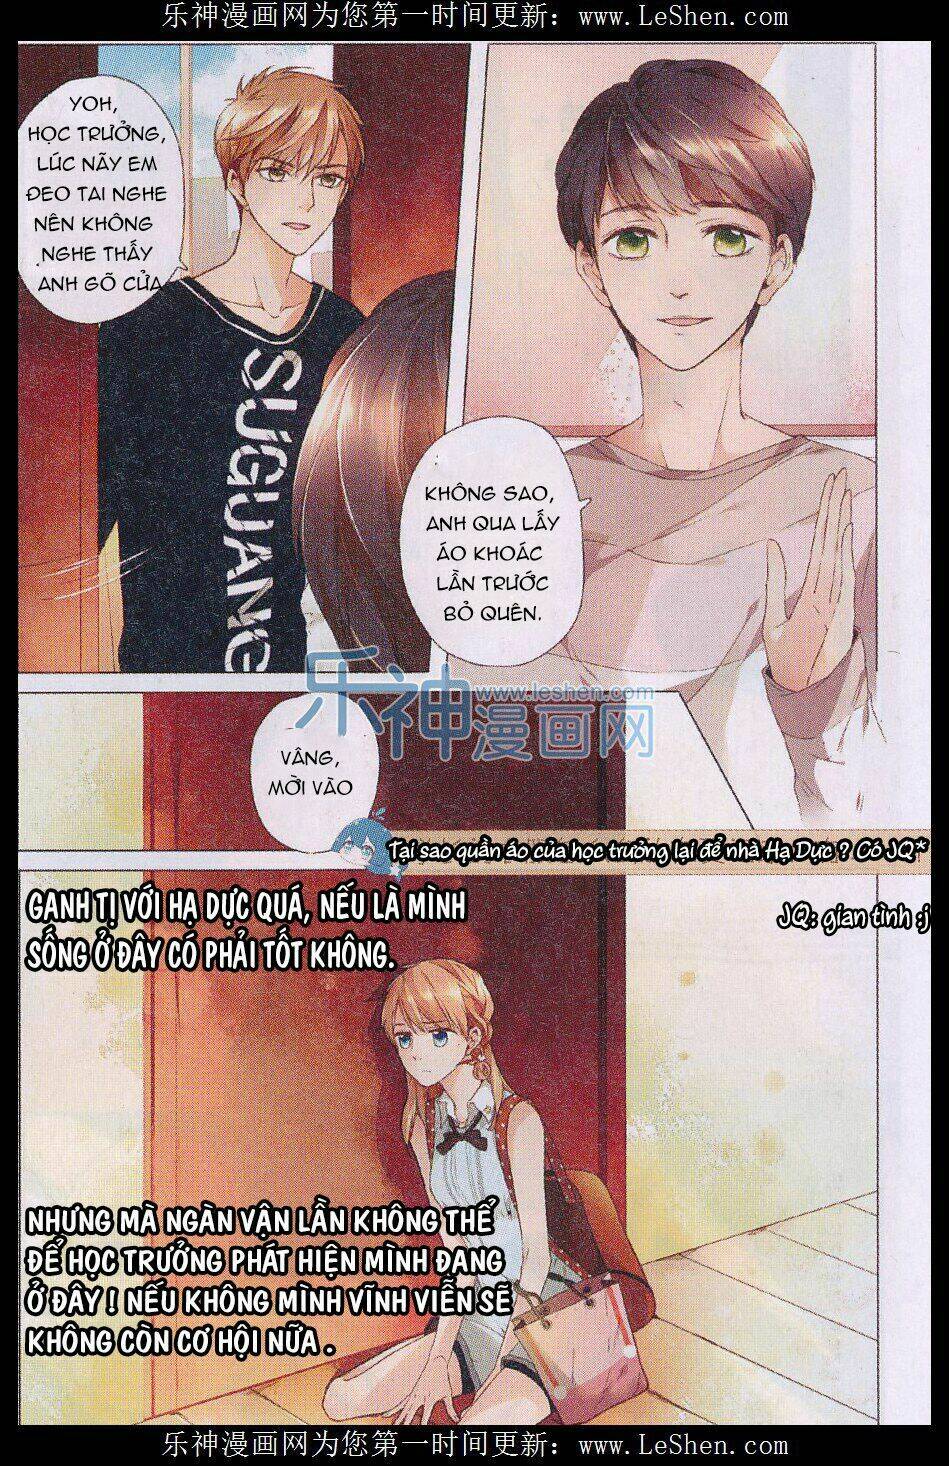 乐神漫画网为您第一时间更新：www.LeShen.com
YOH,
HỌC TRƯỞNG,
LÚC NÃY EM
ĐEO TAI NGHE
NÊN KHÔNG
NGHE THẤY
ANH GÕ CỬA
SUGUANG
KHÔNG SAO,
ANH QUA LẤY
ÁO KHOÁC
LẦN TRƯỚC
BỎ QUÊN.
乐神漫画网
www.leshen.com
VÂNG,
MỜI VÀO
Tại sao quần áo của học trưởng lại để nhà Hạ Dực ? Có JQ*
JQ: gian tình :j
GANH TỊ VỚI HẠ DỰC QUÁ, NẾU LÀ MÌNH
SỐNG Ở ĐÂY CÓ PHẢI TỐT KHÔNG.
NHƯNG MÀ NGÀN VẬN LẦN KHÔNG THỂ
ĐỂ HỌC TRƯỞNG PHÁT HIỆN MÌNH ĐANG
Ở ĐÂY ! NẾU KHÔNG MÌNH VĨNH VIỄN SẼ
KHÔNG CÒN CƠ HỘI NỮA .
乐神漫画网为您第一时间更新：www.LeShen.com